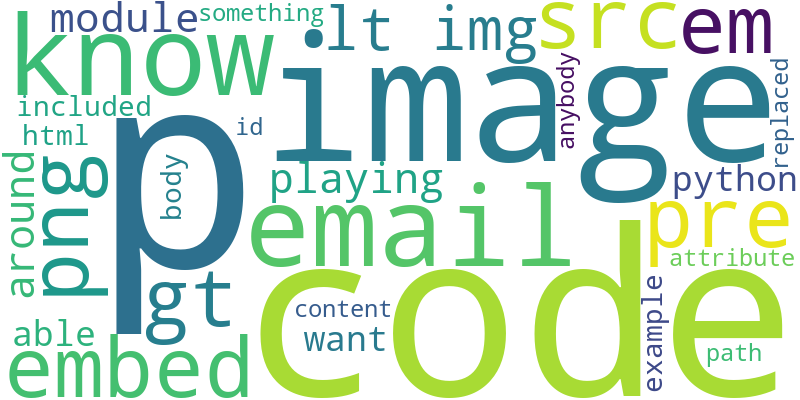 module
something
lt
img
src
em
know
image
anybody
replaced
included
html
p
id
body
around
png
playing
email
python
pre
attribute
gt
code
content
want
example
path
able
embed